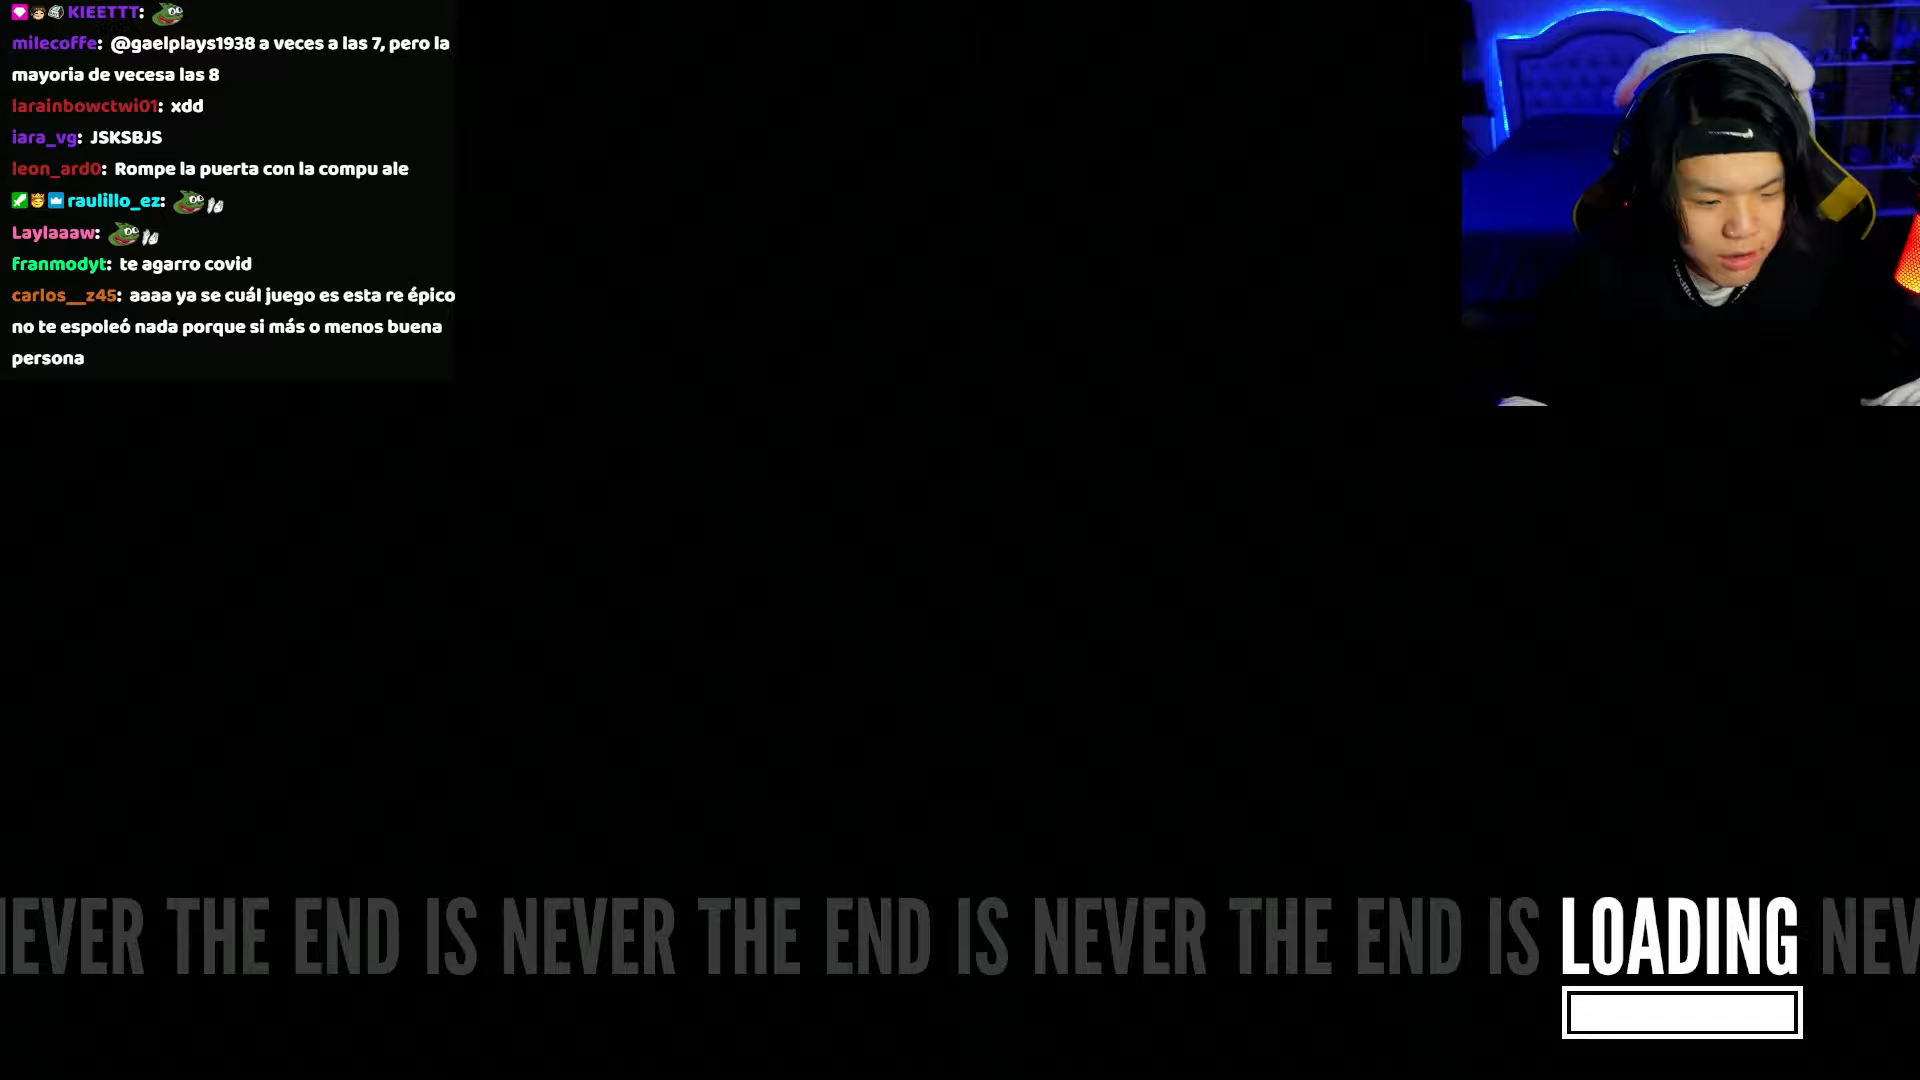 KIEETTT:
milecoffe: @gaelplays1938 a veces a las 7, pero la
mayoria de vecesa las 8
larainbowctwi01: xdd
iara_vg: JSKSBJS
leon_ard0: Rompe la puerta con la compu ale
raulillo_ez:
Laylaaaw:
franmodyt: te agarro covid
carlos__z45: aaaa ya se cuál juego es esta re épico
no te espoleó nada porque si más o menos buena
persona
NEVER THE END IS NEVER THE END IS NEVER THE END IS LOADING NEV